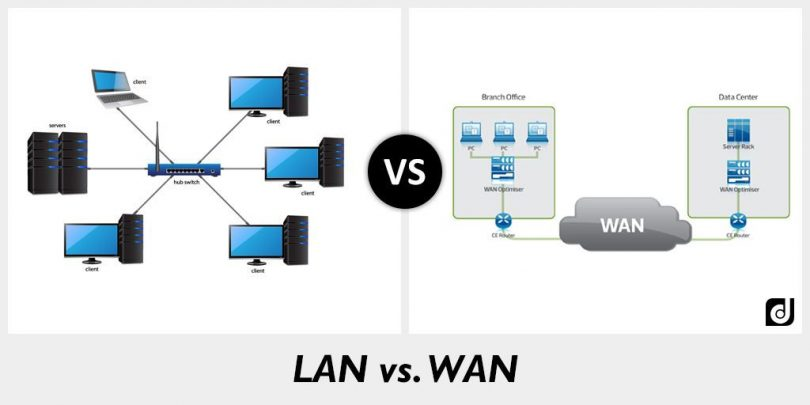 client
client
servers
hub switch
client
client
client
VS
Branch Office
Data Center
PC
PC
PC
WAN Optimiser
CE Router
WAN
Server Rack
WAN Optimiser
CE Router
d
LAN vs. WAN